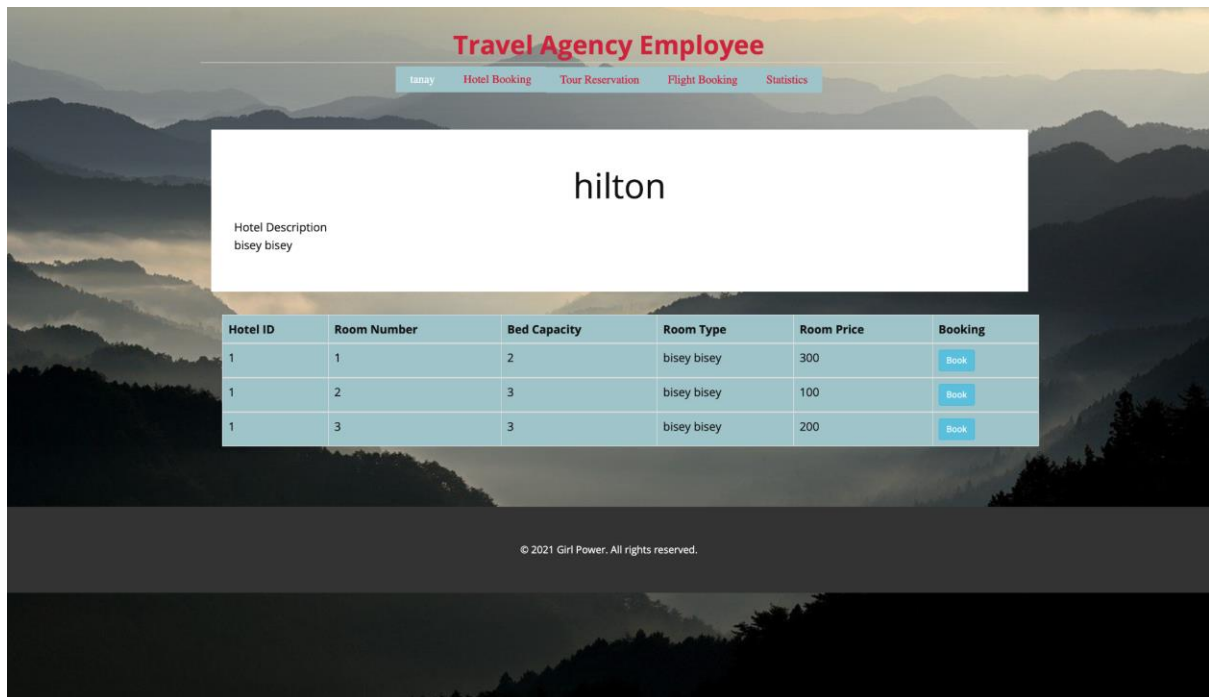 Travel Agency Employee
tanay Hotel Booking Tour Reservation Flight Booking Statistics
hilton
Hotel Description
bisey bisey
Hotel ID Room Number Bed Capacity Room Type Room Price Booking
1 1 2 bisey bisey 300 Book
1 2 3 bisey bisey 100 Book
1 3 3 bisey bisey 200 Book
© 2021 Girl Power. All rights reserved.